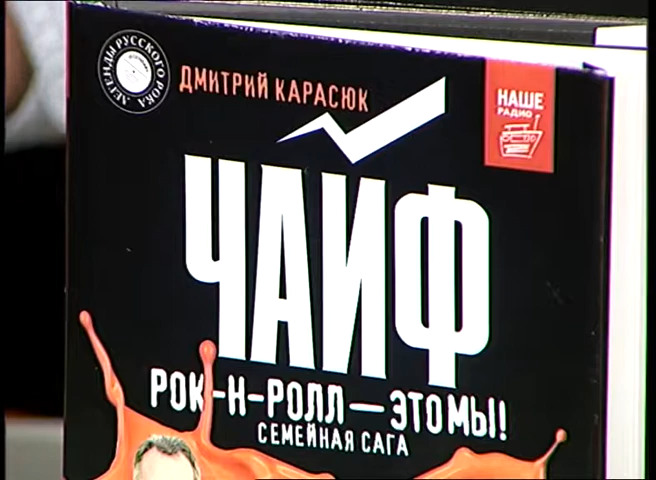 ЛЕГЕНДЫ РУССКОГО РОКА
ДМИТРИЙ КАРАСЮК
НАШЕ
РАДИО
ЧАЙФ
РОК-Н-РОЛЛ — ЭТО МЫ!
СЕМЕЙНАЯ САГА